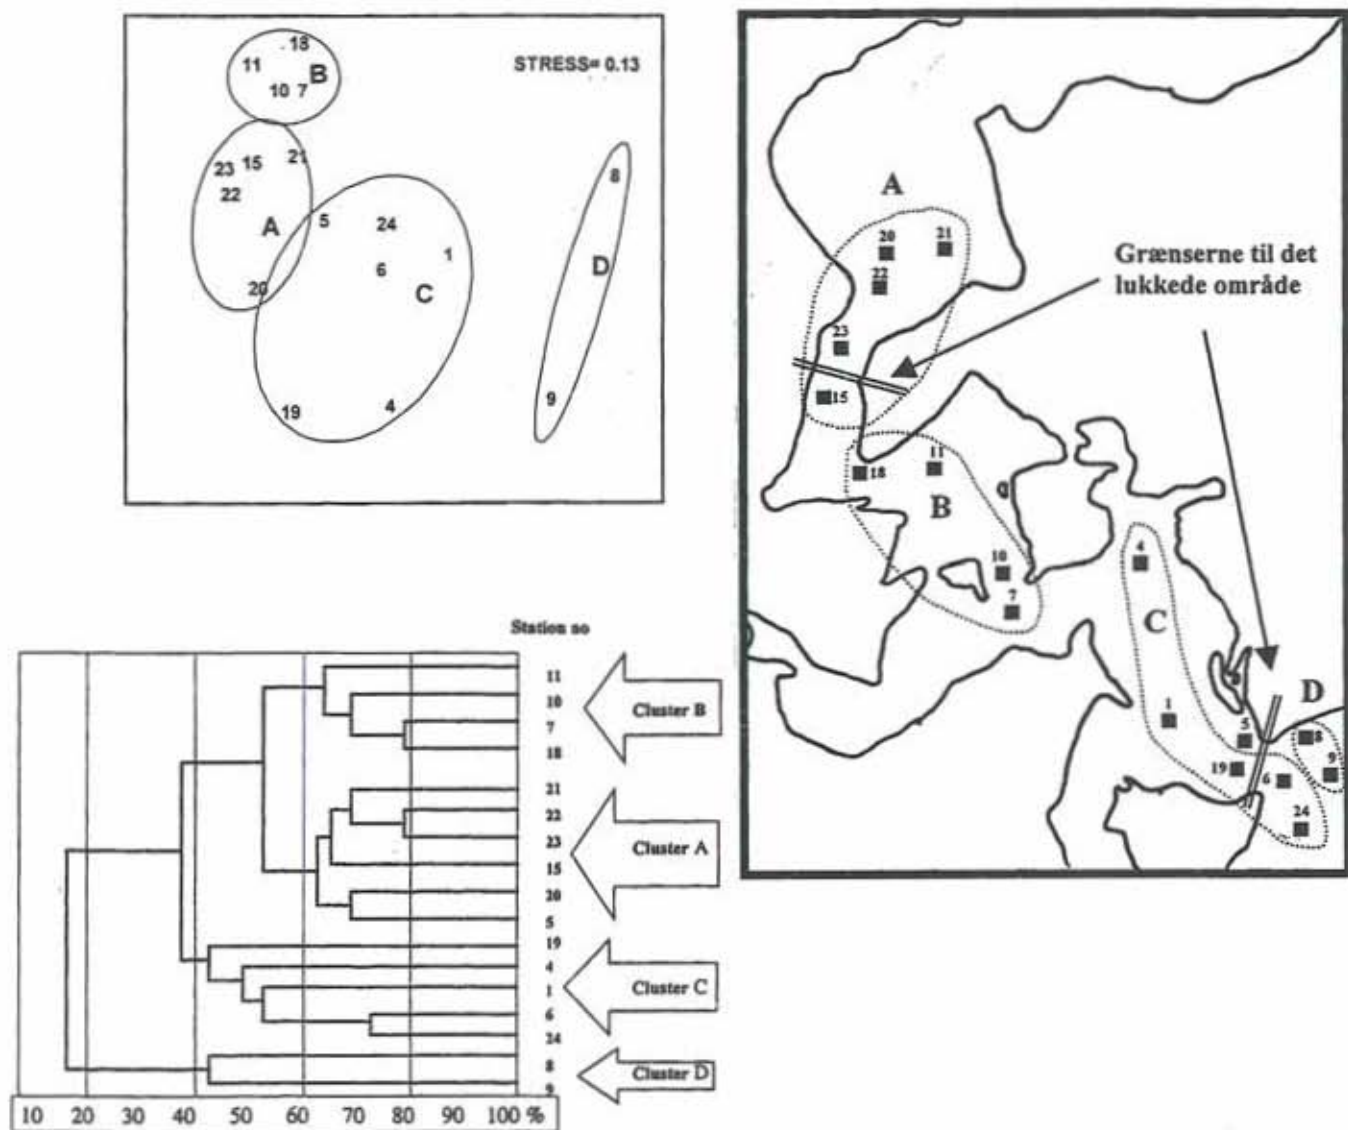 18
11
B
10 7
STRESS= 0.13
23 15 21
22
A
5
24
1
6
C
20
19
4
8
D
9
A
20
21
22
23
15
Grænserne til det
lukkede område
18
11
B
10
7
4
C
1
5
19
6
24
D
8
9
Station no
11
10
7
18
21
22
23
15
20
5
19
4
1
6
24
8
9
Cluster B
Cluster A
Cluster C
Cluster D
10 20 30 40 50 60 70 80 90 100 %